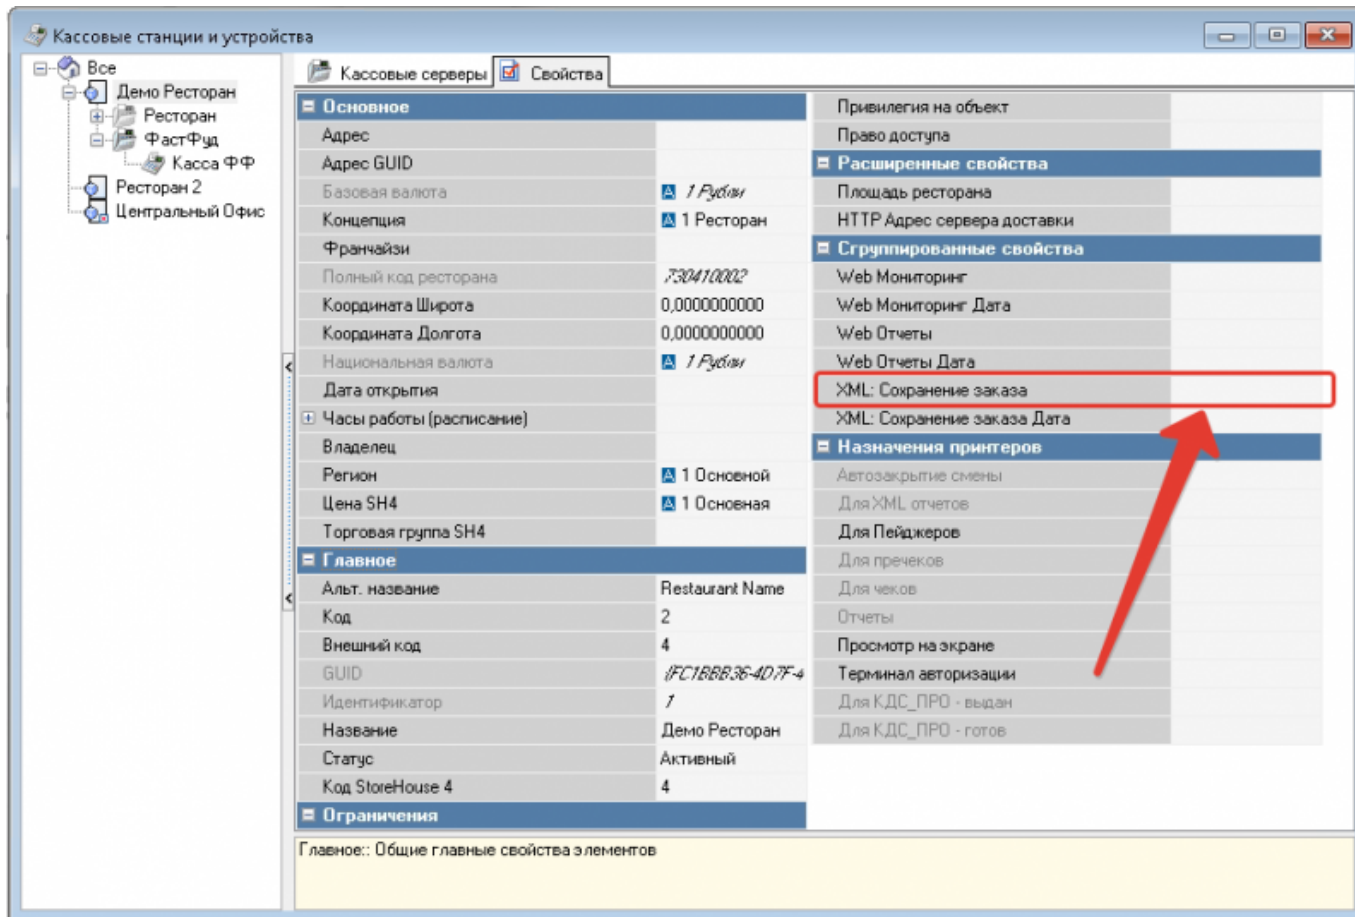 Кассовые станции и устройства
Все
Демо Ресторан
Ресторан
ФастФуд
Касса ФФ
Ресторан 2
Центральный Офис
Кассовые серверы
Свойства
Основное
Адрес
Адрес GUID
Базовая валюта 1 Рубли
Концепция 1 Ресторан
Франчайзи
Полный код ресторана 730410002
Координата Широта 0,0000000000
Координата Долгота 0,0000000000
Национальная валюта 1 Рубли
Дата открытия
Часы работы (расписание)
Владелец
Регион 1 Основной
Цена SH4 1 Основная
Торговая группа SH4
Главное
Альт. название Restaurant Name
Код 2
Внешний код 4
GUID {FC1BBB36-4D7F-4
Идентификатор 1
Название Демо Ресторан
Статус Активный
Код StoreHouse 4 4
Ограничения
Привилегия на объект
Право доступа
Расширенные свойства
Площадь ресторана
HTTP Адрес сервера доставки
Сгруппированные свойства
Web Мониторинг
Web Мониторинг Дата
Web Отчеты
Web Отчеты Дата
XML: Сохранение заказа
XML: Сохранение заказа Дата
Назначения принтеров
Автозакрытие смены
Для XML отчетов
Для Пейджеров
Для пречеков
Для чеков
Отчеты
Просмотр на экране
Терминал авторизации
Для КДС_ПРО - выдан
Для КДС_ПРО - готов
Главное:: Общие главные свойства элементов